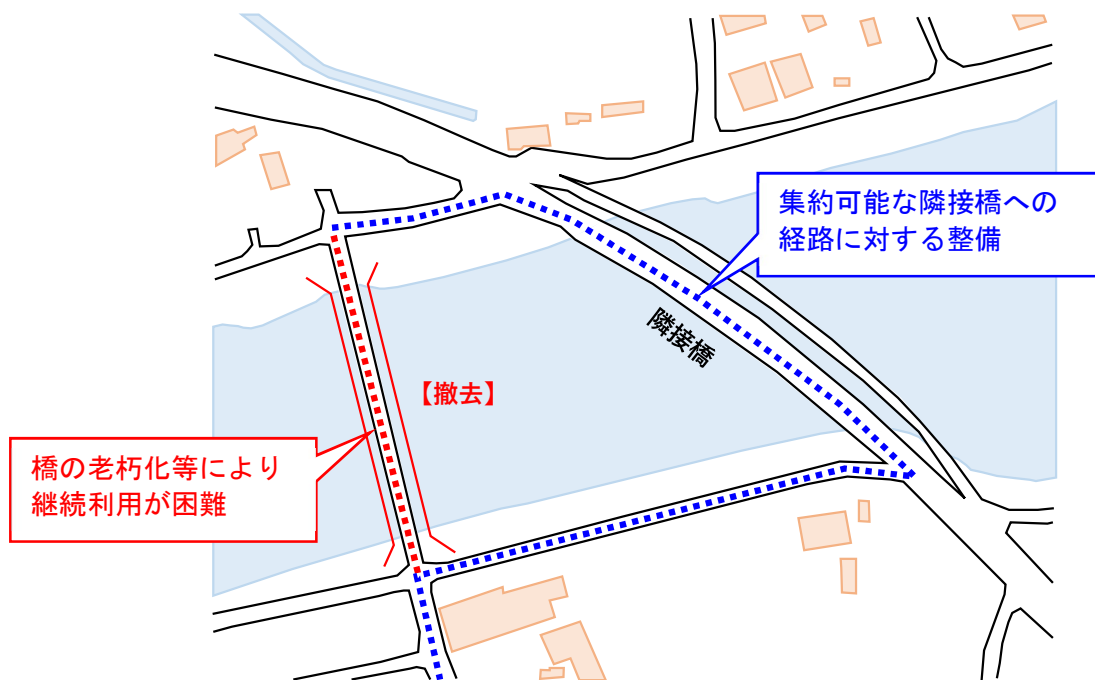 集約可能な隣接橋への
経路に対する整備
隣接橋
【撤去】
橋の老朽化等により
継続利用が困難